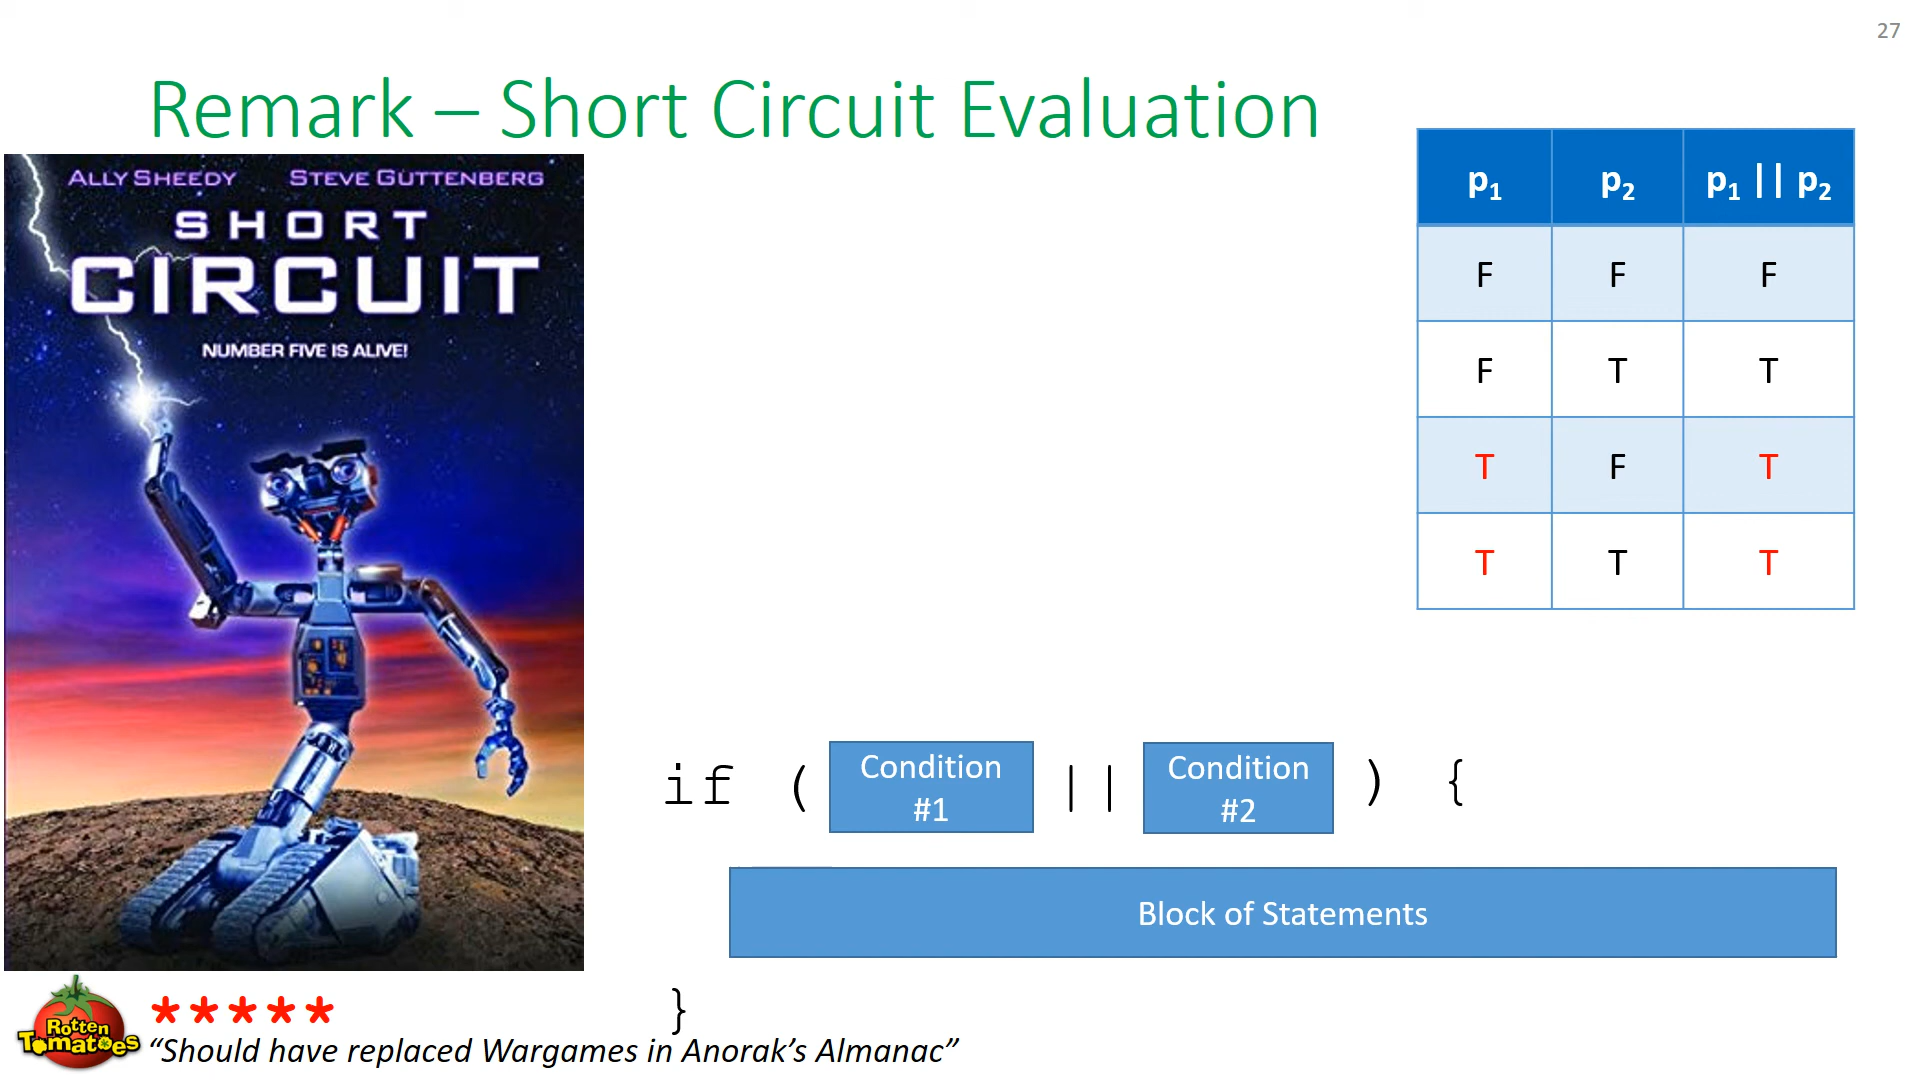 27
Remark – Short Circuit Evaluation
ALLY SHEEDY STEVE GUTTENBERG
SHORT
CIRCUIT
NUMBER FIVE IS ALIVE!
p1 p2 p1 || p2
F F F
F T T
T F T
T T T
if ( Condition #1 || Condition #2 ) {
Block of Statements
}
Rotten
Tomatoes
*****
“Should have replaced Wargames in Anorak’s Almanac”